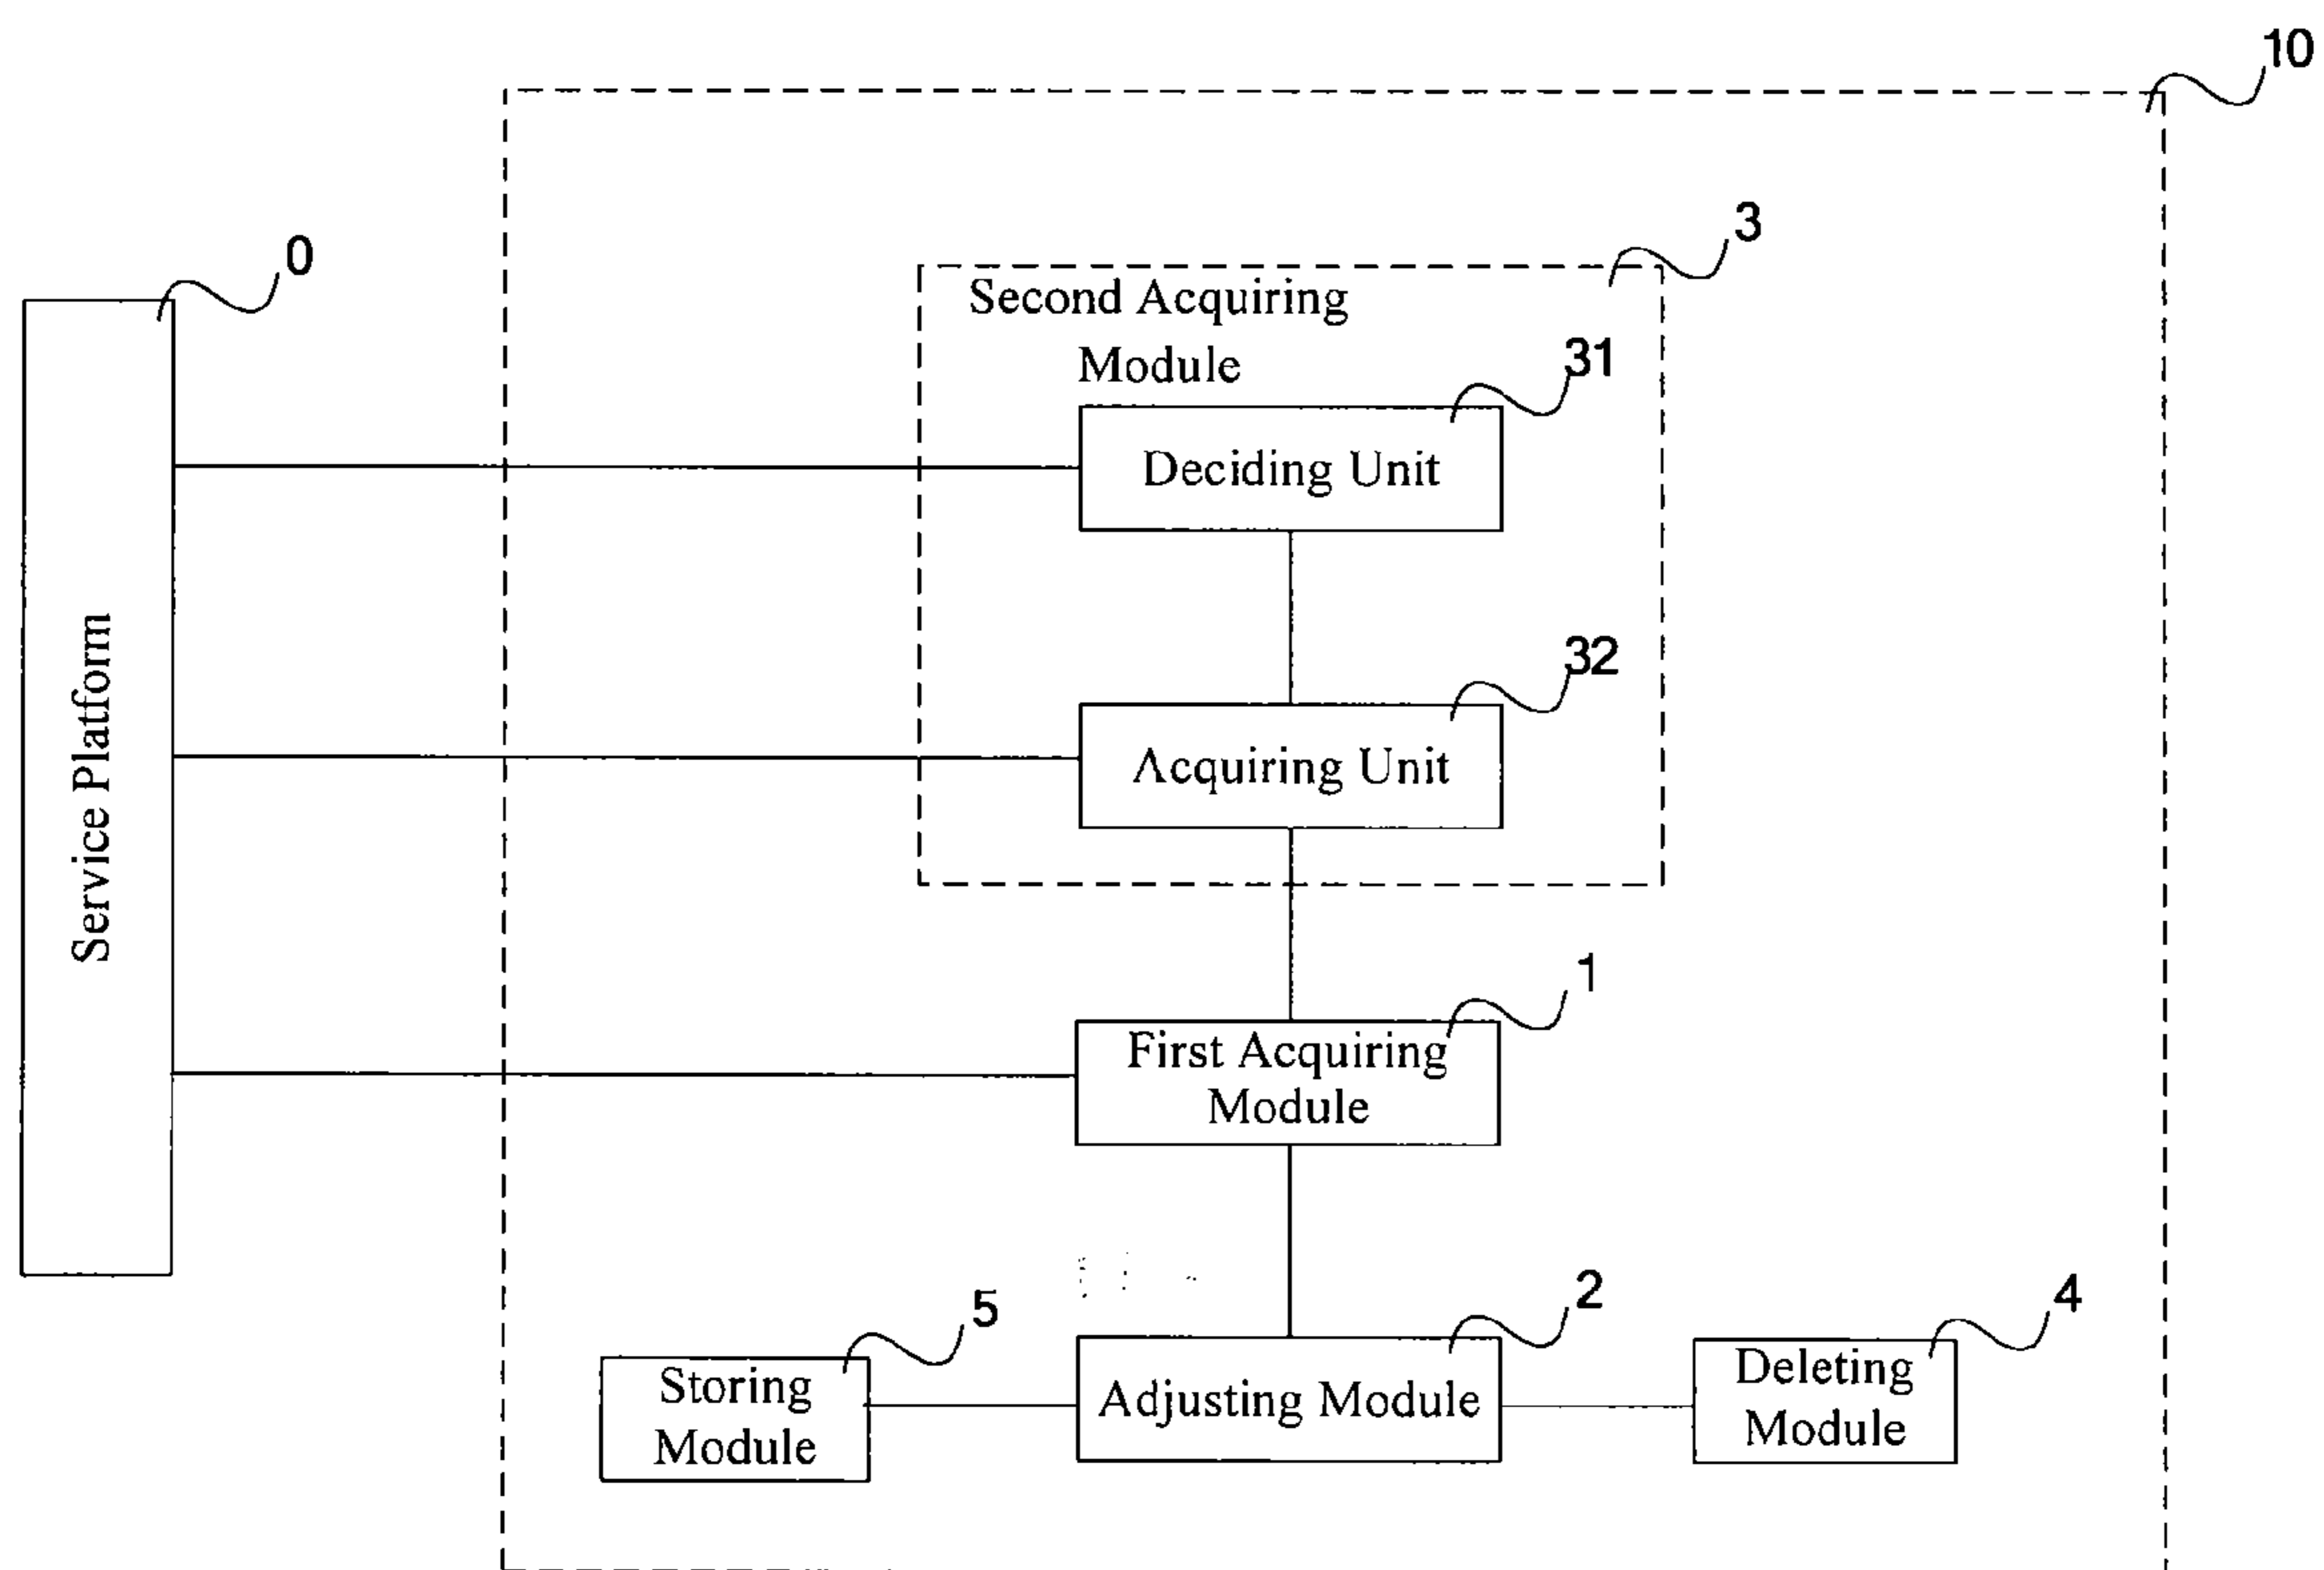 10
3
0
Second Acquiring
Module
31
Deciding Unit
32
Acquiring Unit
Service Platform
1
First Acquiring
Module
2
4
5
Storing
Module
Adjusting Module
Deleting
Module